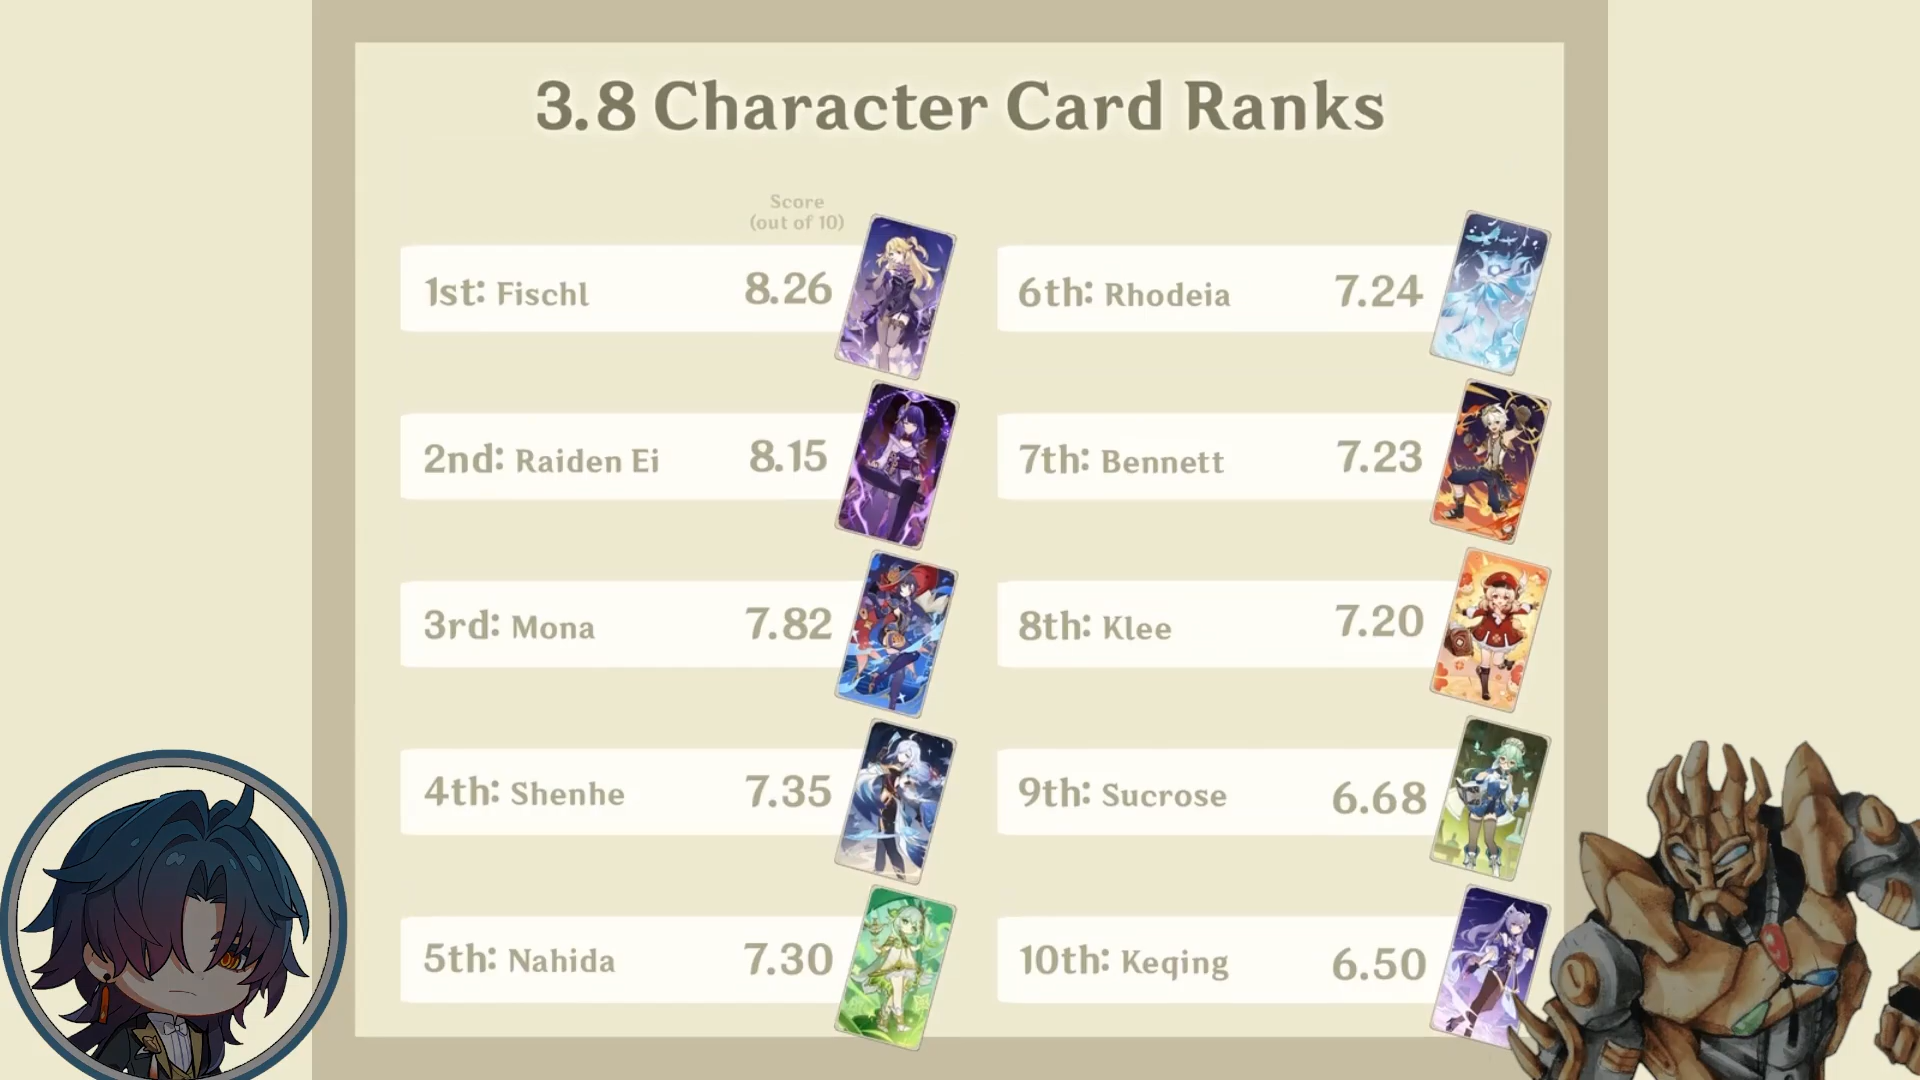 3.8 Character Card Ranks
Score
(out of 10)
1st: Fischl 8.26
2nd: Raiden Ei 8.15
3rd: Mona 7.82
4th: Shenhe 7.35
5th: Nahida 7.30
6th: Rhodeia 7.24
7th: Bennett 7.23
8th: Klee 7.20
9th: Sucrose 6.68
10th: Keqing 6.50